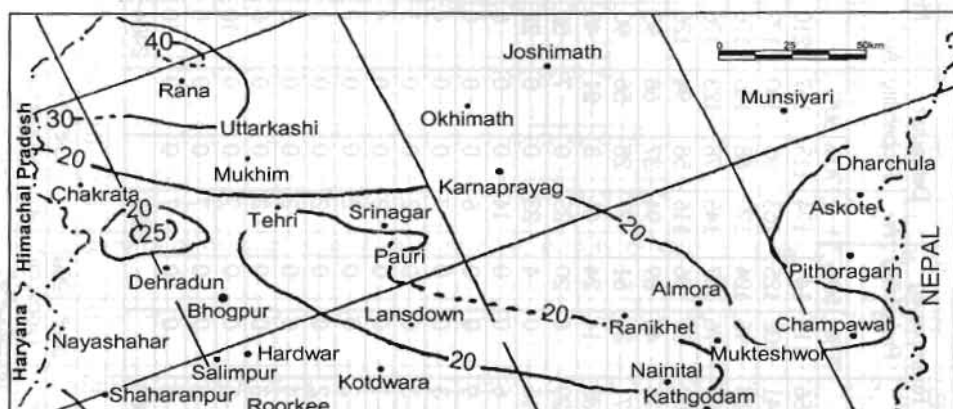 40
Rana
30
Uttarkashi
20
Mukhim
Chakrata
20
25
Tehri
Srinagar
Pauri
Dehradun
Bhogpur
Lansdown
Nayashahar
Hardwar
Salimpur
Kotdwara
Shaharanpur
Roorkee
Haryana
Himachal Pradesh
Joshimath
0 25 50km
Okhimath
Munsiyari
Karnaprayag
Dharchula
Askote
20
Pithoragarh
Almora
20
Ranikhet
Champawat
Mukteshwor
20
Nainital
Kathgodam
NEPAL